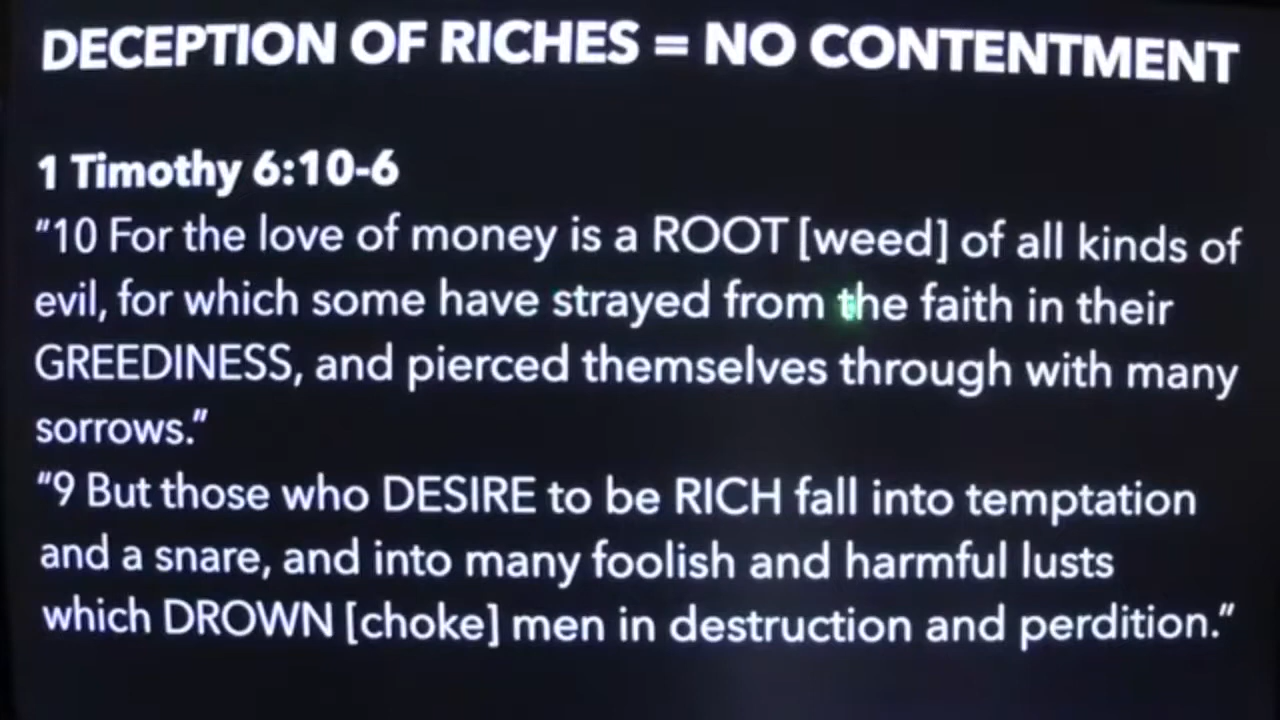 DECEPTION OF RICHES = NO CONTENTMENT
1 Timothy 6:10-6
"10 For the love of money is a ROOT [weed] of all kinds of
evil, for which some have strayed from the faith in their
GREEDINESS, and pierced themselves through with many
sorrows."
"9 But those who DESIRE to be RICH fall into temptation
and a snare, and into many foolish and harmful lusts
which DROWN [choke] men in destruction and perdition."